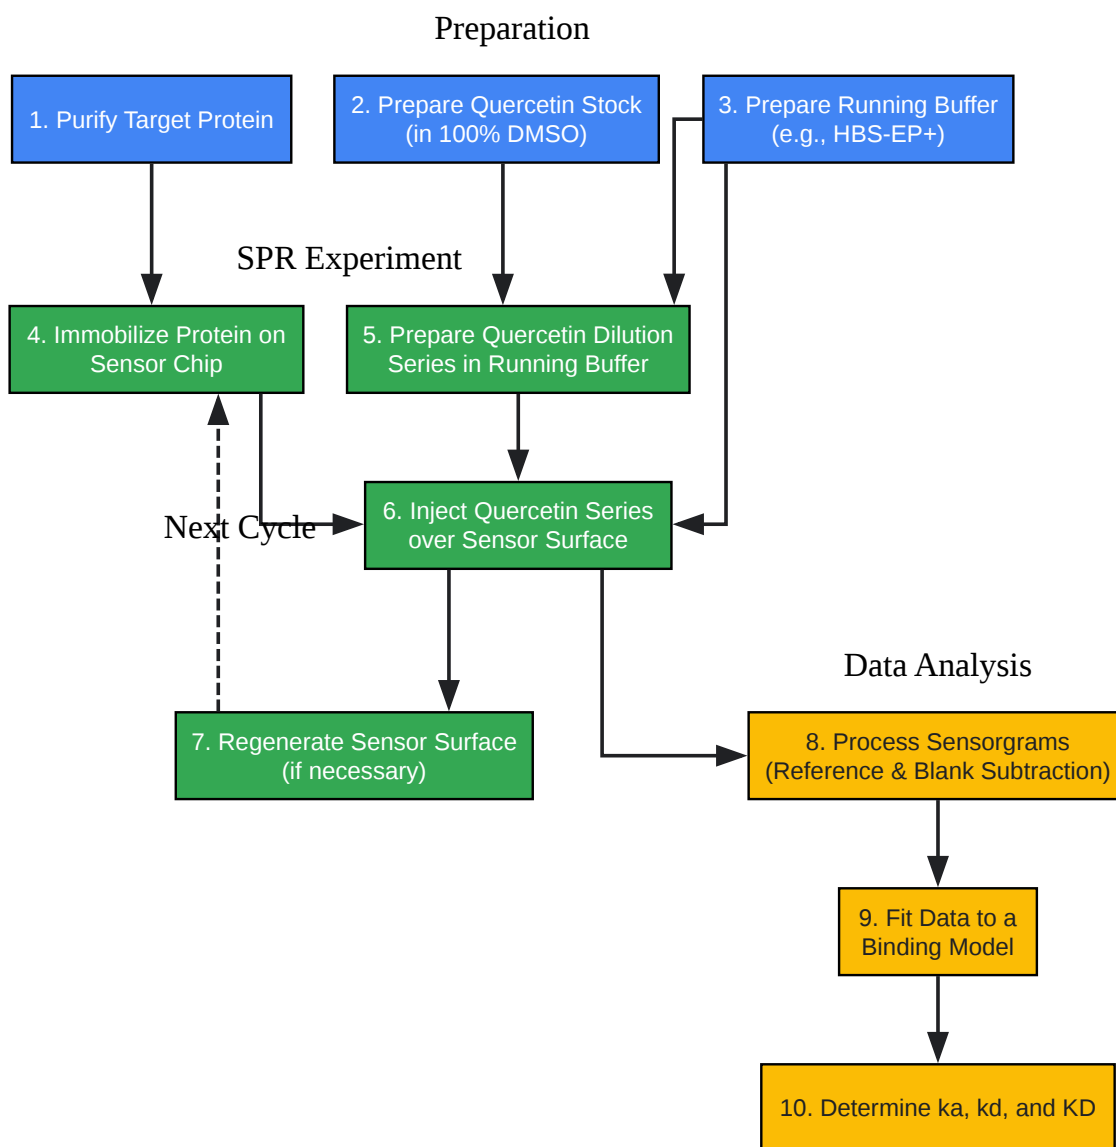 Preparation
1. Purify Target Protein
2. Prepare Quercetin Stock
(in 100% DMSO)
3. Prepare Running Buffer
(e.g., HBS-EP+)
SPR Experiment
4. Immobilize Protein on
Sensor Chip
5. Prepare Quercetin Dilution
Series in Running Buffer
6. Inject Quercetin Series
over Sensor Surface
Next Cycle
7. Regenerate Sensor Surface
(if necessary)
Data Analysis
8. Process Sensorgrams
(Reference & Blank Subtraction)
9. Fit Data to a
Binding Model
10. Determine ka, kd, and KD